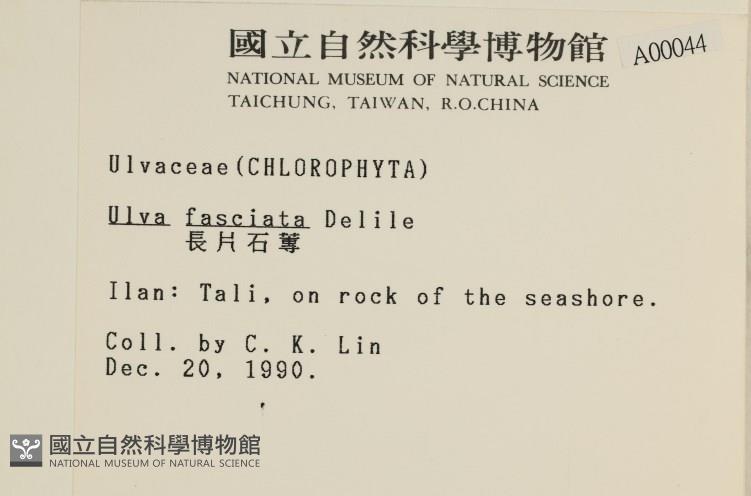 國立自然科學博物館
A00044
NATIONAL MUSEUM OF NATURAL SCIENCE
TAICHUNG, TAIWAN, R.O.CHINA
Ulvaceae(CHLOROPHYTA)
Ulva fasciata Delile
長片石蓴
Ilan: Tali, on rock of the seashore.
Coll. by C. K. Lin
Dec. 20, 1990.
國立自然科學博物館
NATIONAL MUSEUM OF NATURAL SCIENCE